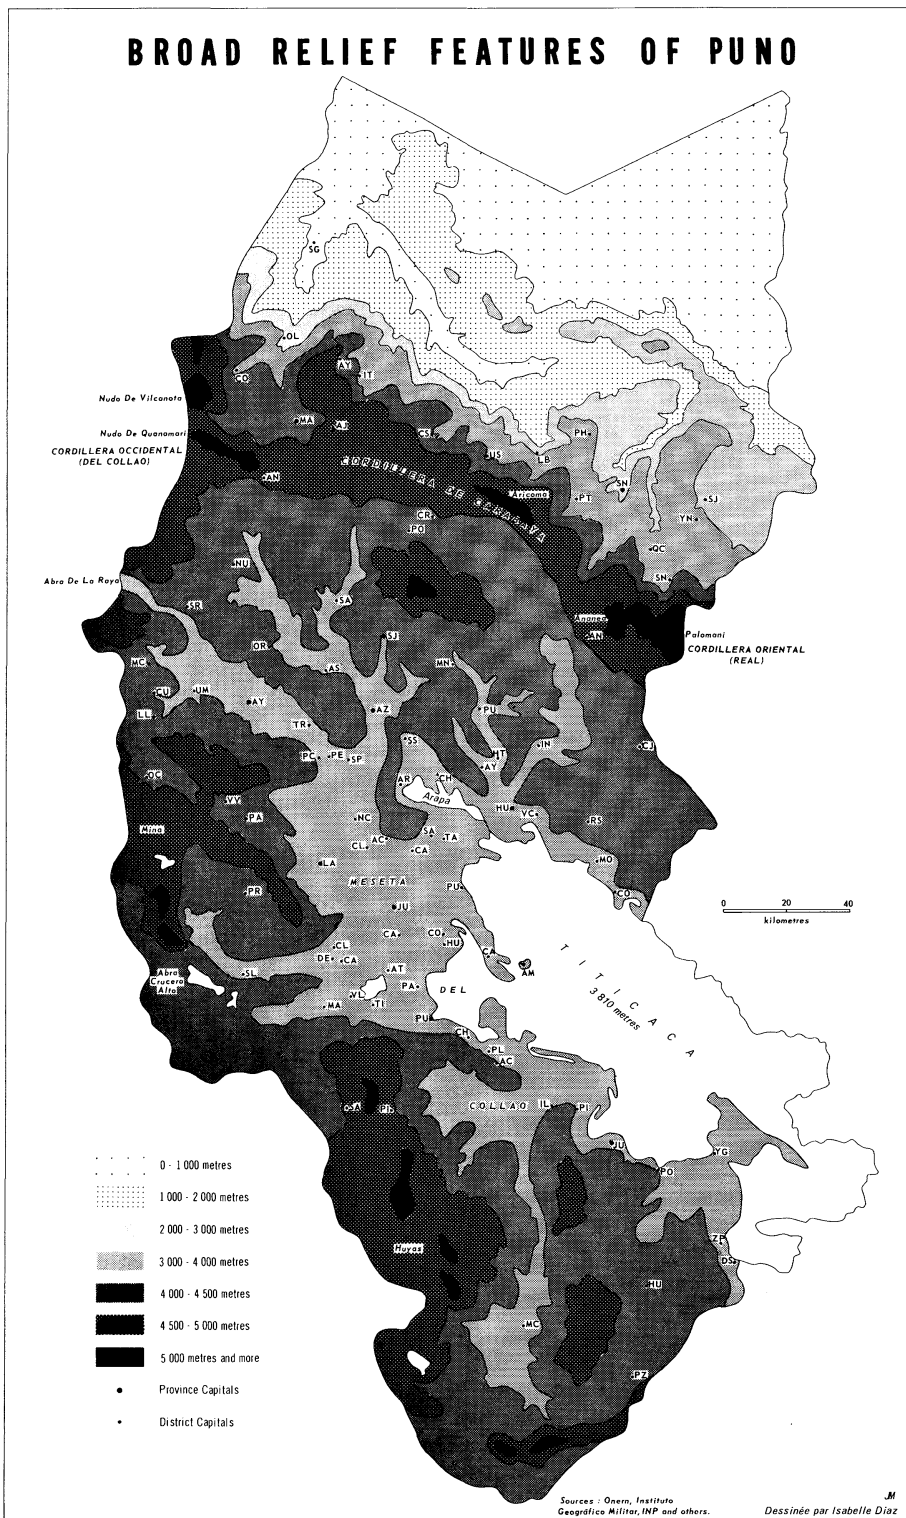 BROAD RELIEF FEATURES OF PUNO
SG
OL
CO
AY
IT
Nudo De Vilcanota
MA
AJ
CS
PH
Nudo De Quenamari
CORDILLERA OCCIDENTAL
(DEL COLLAO)
US
LB
CORDILLERA DE CARABAYA
AN
Aricoma
SN
PT
SJ
YN
CR
PO
QC
NU
SN
Abra De La Raya
SR
SA
Ananea
AN
Palomani
CORDILLERA ORIENTAL
(REAL)
SJ
OR
MC
AS
MN
CU
UM
AY
LL
AZ
PU
TR
SS
IN
CJ
PC
PE
SP
HT
AY
OC
AR
CH
Arapa
VY
HU
VC
PA
NC
RS
Mina
SA
TA
AC
CL
CA
LA
MO
MESETA
PR
PU
CO
JU
0 20 40
kilometres
CA
CO
HU
CL
CA
DE
CA
AM
TITICACA
3 810 metres
Abra
Crucero
Alto
SL
AT
PA
DEL
VL
TI
MA
PU
CH
PL
AC
SA
PI
COLLAO
IL
PI
JU
YG
PO
0 - 1 000 metres
1 000 - 2 000 metres
2 000 - 3 000 metres
ZP
Huyas
3 000 - 4 000 metres
DS
HU
4 000 - 4 500 metres
4 500 - 5 000 metres
MC
5 000 metres and more
PZ
Province Capitals
District Capitals
Sources : Onern, Instituto
Geográfico Militar, INP and others.
JM
Dessinée par Isabelle Diaz